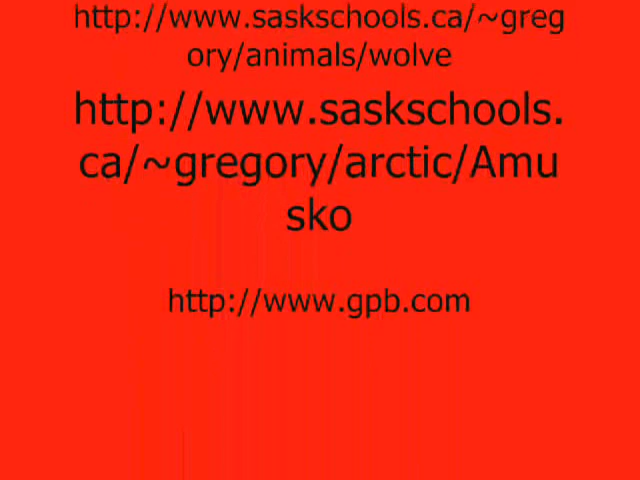 http://www.saskschools.ca/~greg
ory/animals/wolve
http://www.saskschools.
ca/~gregory/arctic/Amu
sko
http://www.gpb.com